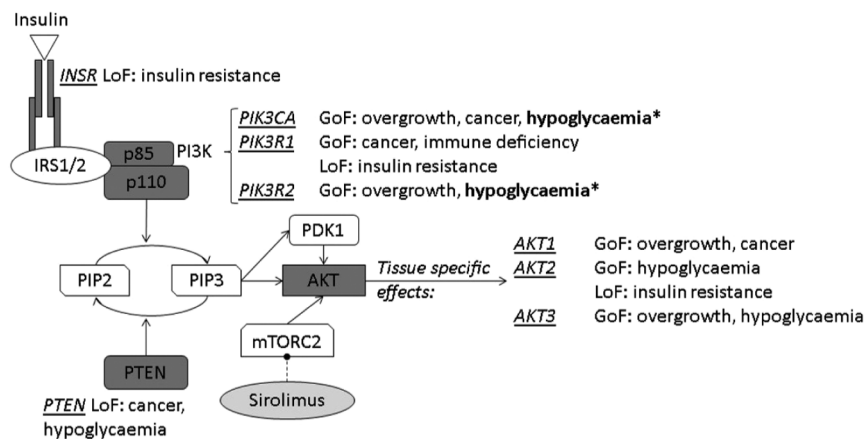 Insulin
INSR LoF: insulin resistance
IRS1/2
p85
p110
PI3K
PIK3CA GoF: overgrowth, cancer, hypoglycaemia*
PIK3R1 GoF: cancer, immune deficiency
LoF: insulin resistance
PIK3R2 GoF: overgrowth, hypoglycaemia*
PDK1
PIP2
PIP3
AKT
Tissue specific
effects:
AKT1 GoF: overgrowth, cancer
AKT2 GoF: hypoglycaemia
LoF: insulin resistance
AKT3 GoF: overgrowth, hypoglycaemia
mTORC2
PTEN
Sirolimus
PTEN LoF: cancer,
hypoglycaemia